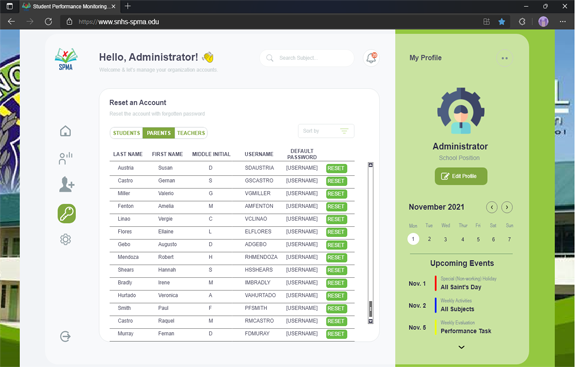 Student Performance Monitoring...
https://www.snhs-spma.edu
SPMA
Hello, Administrator!
Welcome & let's manage your organization accounts
Search Subject...
Reset an Account
Reset the account with forgotten password
STUDENTS PARENTS TEACHERS
Sort by
LAST NAME FIRST NAME MIDDLE INITIAL USERNAME DEFAULT PASSWORD
Austria Susan D SDAUSTRIA [USERNAME] RESET
Castro German S GSCASTRO [USERNAME] RESET
Miller Valerio G VGMILLER [USERNAME] RESET
Fenton Amelia M AMFENTON [USERNAME] RESET
Linao Vergie C VCLINAO [USERNAME] RESET
Flores Ellaine L ELFLORES [USERNAME] RESET
Gebo Augusto D ADGEBO [USERNAME] RESET
Mendoza Robert H RHMENDOZA [USERNAME] RESET
Shears Hannah S HSSHEARS [USERNAME] RESET
Bradly Irene M IMBRADLY [USERNAME] RESET
Hurtado Veronica A VAHURTADO [USERNAME] RESET
Smith Paul F PFSMITH [USERNAME] RESET
Castro Raquel M RMCASTRO [USERNAME] RESET
Murray Fernan D FDMURAY [USERNAME] RESET
My Profile
Administrator
School Position
Edit Profile
November 2021
Mon Tue Wed Thu Fri Sat Sun
1 2 3 4 5 6 7
Upcoming Events
Special (Non-working) Holiday
Nov. 1 All Saint's Day
Weekly Activities
Nov. 2 All Subjects
Weekly Evaluation
Nov. 5 Performance Task